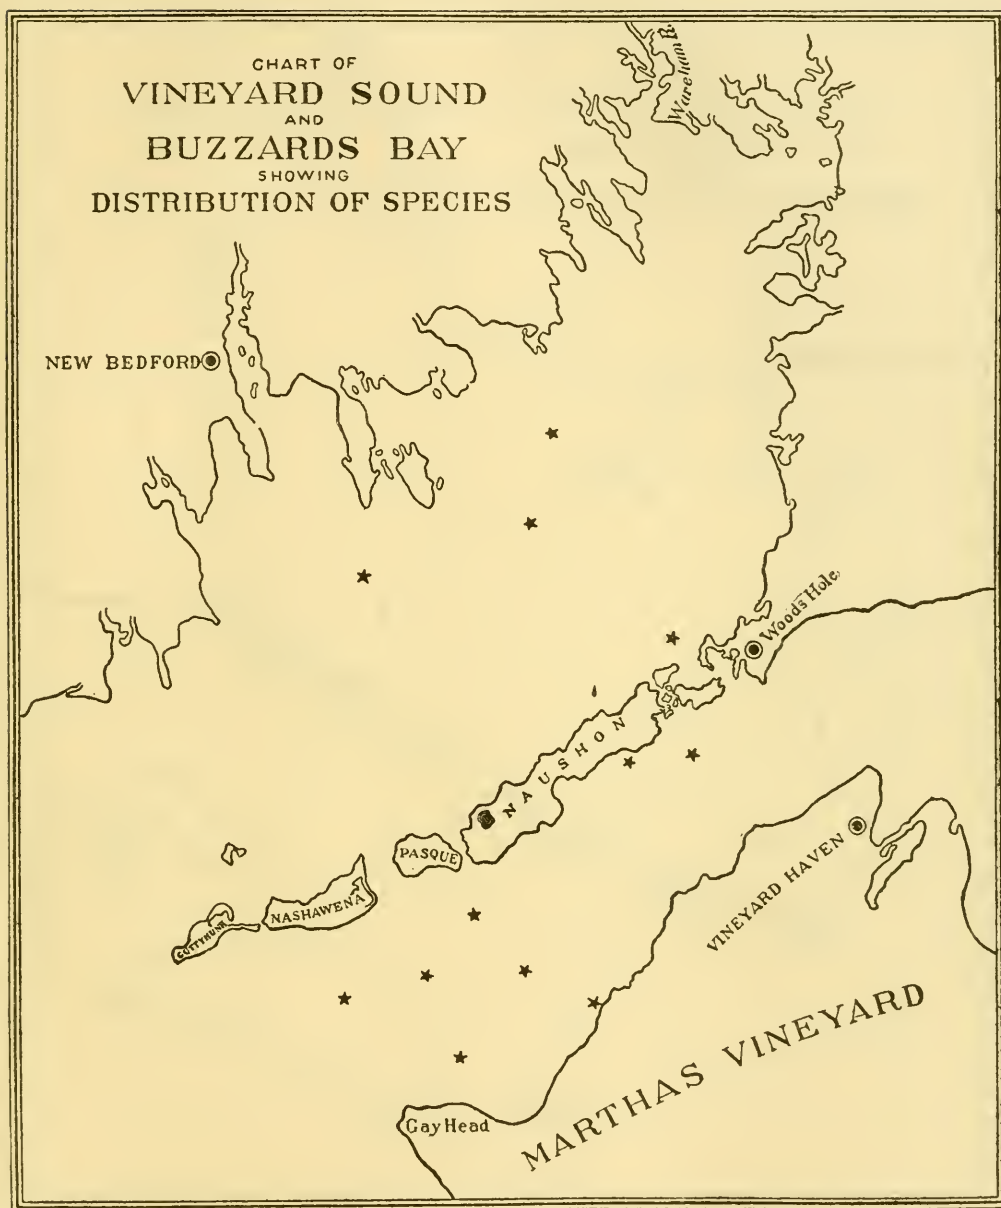 CHART OF
VINEYARD SOUND
AND
BUZZARDS BAY
SHOWING
DISTRIBUTION OF SPECIES
Wareham R.
NEW BEDFORD
Woods Hole.
NAUSHON
PASQUE
NASHAWENA
CUTTYHUNK
VINEYARD HAVEN
MARTHAS VINEYARD
Gay Head